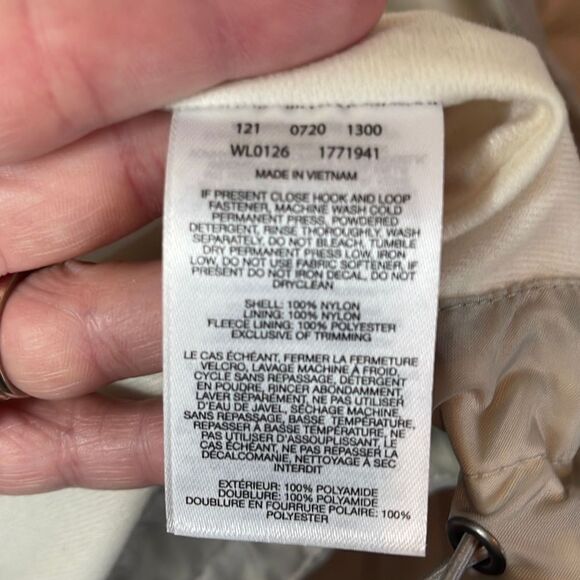 121 0720 1300
WL0126 1771941
MADE IN VIETNAM
IF PRESENT CLOSE HOOK AND LOOP
FASTENER, MACHINE WASH COLD
PERMANENT PRESS, POWDERED
DETERGENT, RINSE THOROUGHLY, WASH
SEPARATELY, DO NOT BLEACH, TUMBLE
DRY PERMANENT PRESS LOW, IRON
LOW, DO NOT USE FABRIC SOFTENER, IF
PRESENT DO NOT IRON DECAL, DO NOT
DRYCLEAN
SHELL: 100% NYLON
LINING: 100% NYLON
FLEECE LINING: 100% POLYESTER
EXCLUSIVE OF TRIMMING
LE CAS ÉCHÉANT, FERMER LA FERMETURE
VELCRO, LAVAGE MACHINE À FROID,
CYCLE SANS REPASSAGE, DÉTERGENT
EN POUDRE, RINCER ABONDAMMENT,
LAVER SÉPARÉMENT, NE PAS UTILISER
D'EAU DE JAVEL, SÉCHAGE MACHINE,
SANS REPASSAGE, BASSE TEMPÉRATURE,
REPASSER À BASSE TEMPÉRATURE, NE
PAS UTILISER D'ASSOUPLISSANT, LE
CAS ÉCHÉANT, NE PAS REPASSER LA
DÉCALCOMANIE, NETTOYAGE À SEC
INTERDIT
EXTÉRIEUR: 100% POLYAMIDE
DOUBLURE: 100% POLYAMIDE
DOUBLURE EN FOURRURE POLAIRE: 100%
POLYESTER